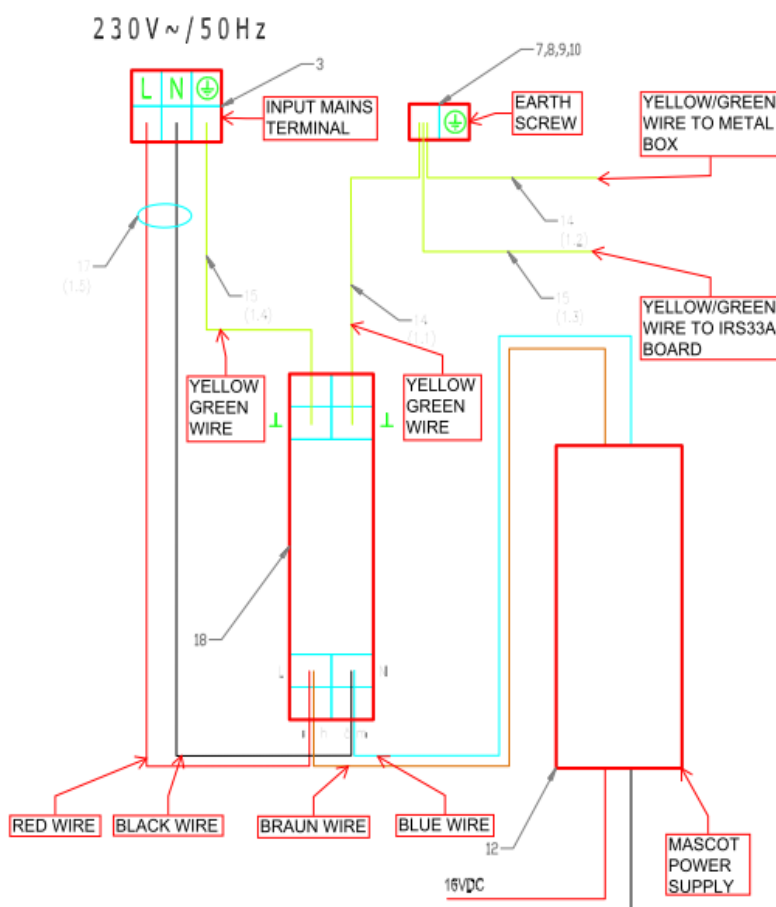 230V~/50Hz
3
7,8,9,10
L N
INPUT MAINS
TERMINAL
EARTH
SCREW
YELLOW/GREEN
WIRE TO METAL
BOX
14
(1.2)
17
(1.5)
15
(1.4)
14
(1.1)
15
(1.3)
YELLOW/GREEN
WIRE TO IRS33A
BOARD
YELLOW
GREEN
WIRE
YELLOW
GREEN
WIRE
18
L N
RED WIRE
BLACK WIRE
BRAUN WIRE
BLUE WIRE
12
MASCOT
POWER
SUPPLY
16VDC